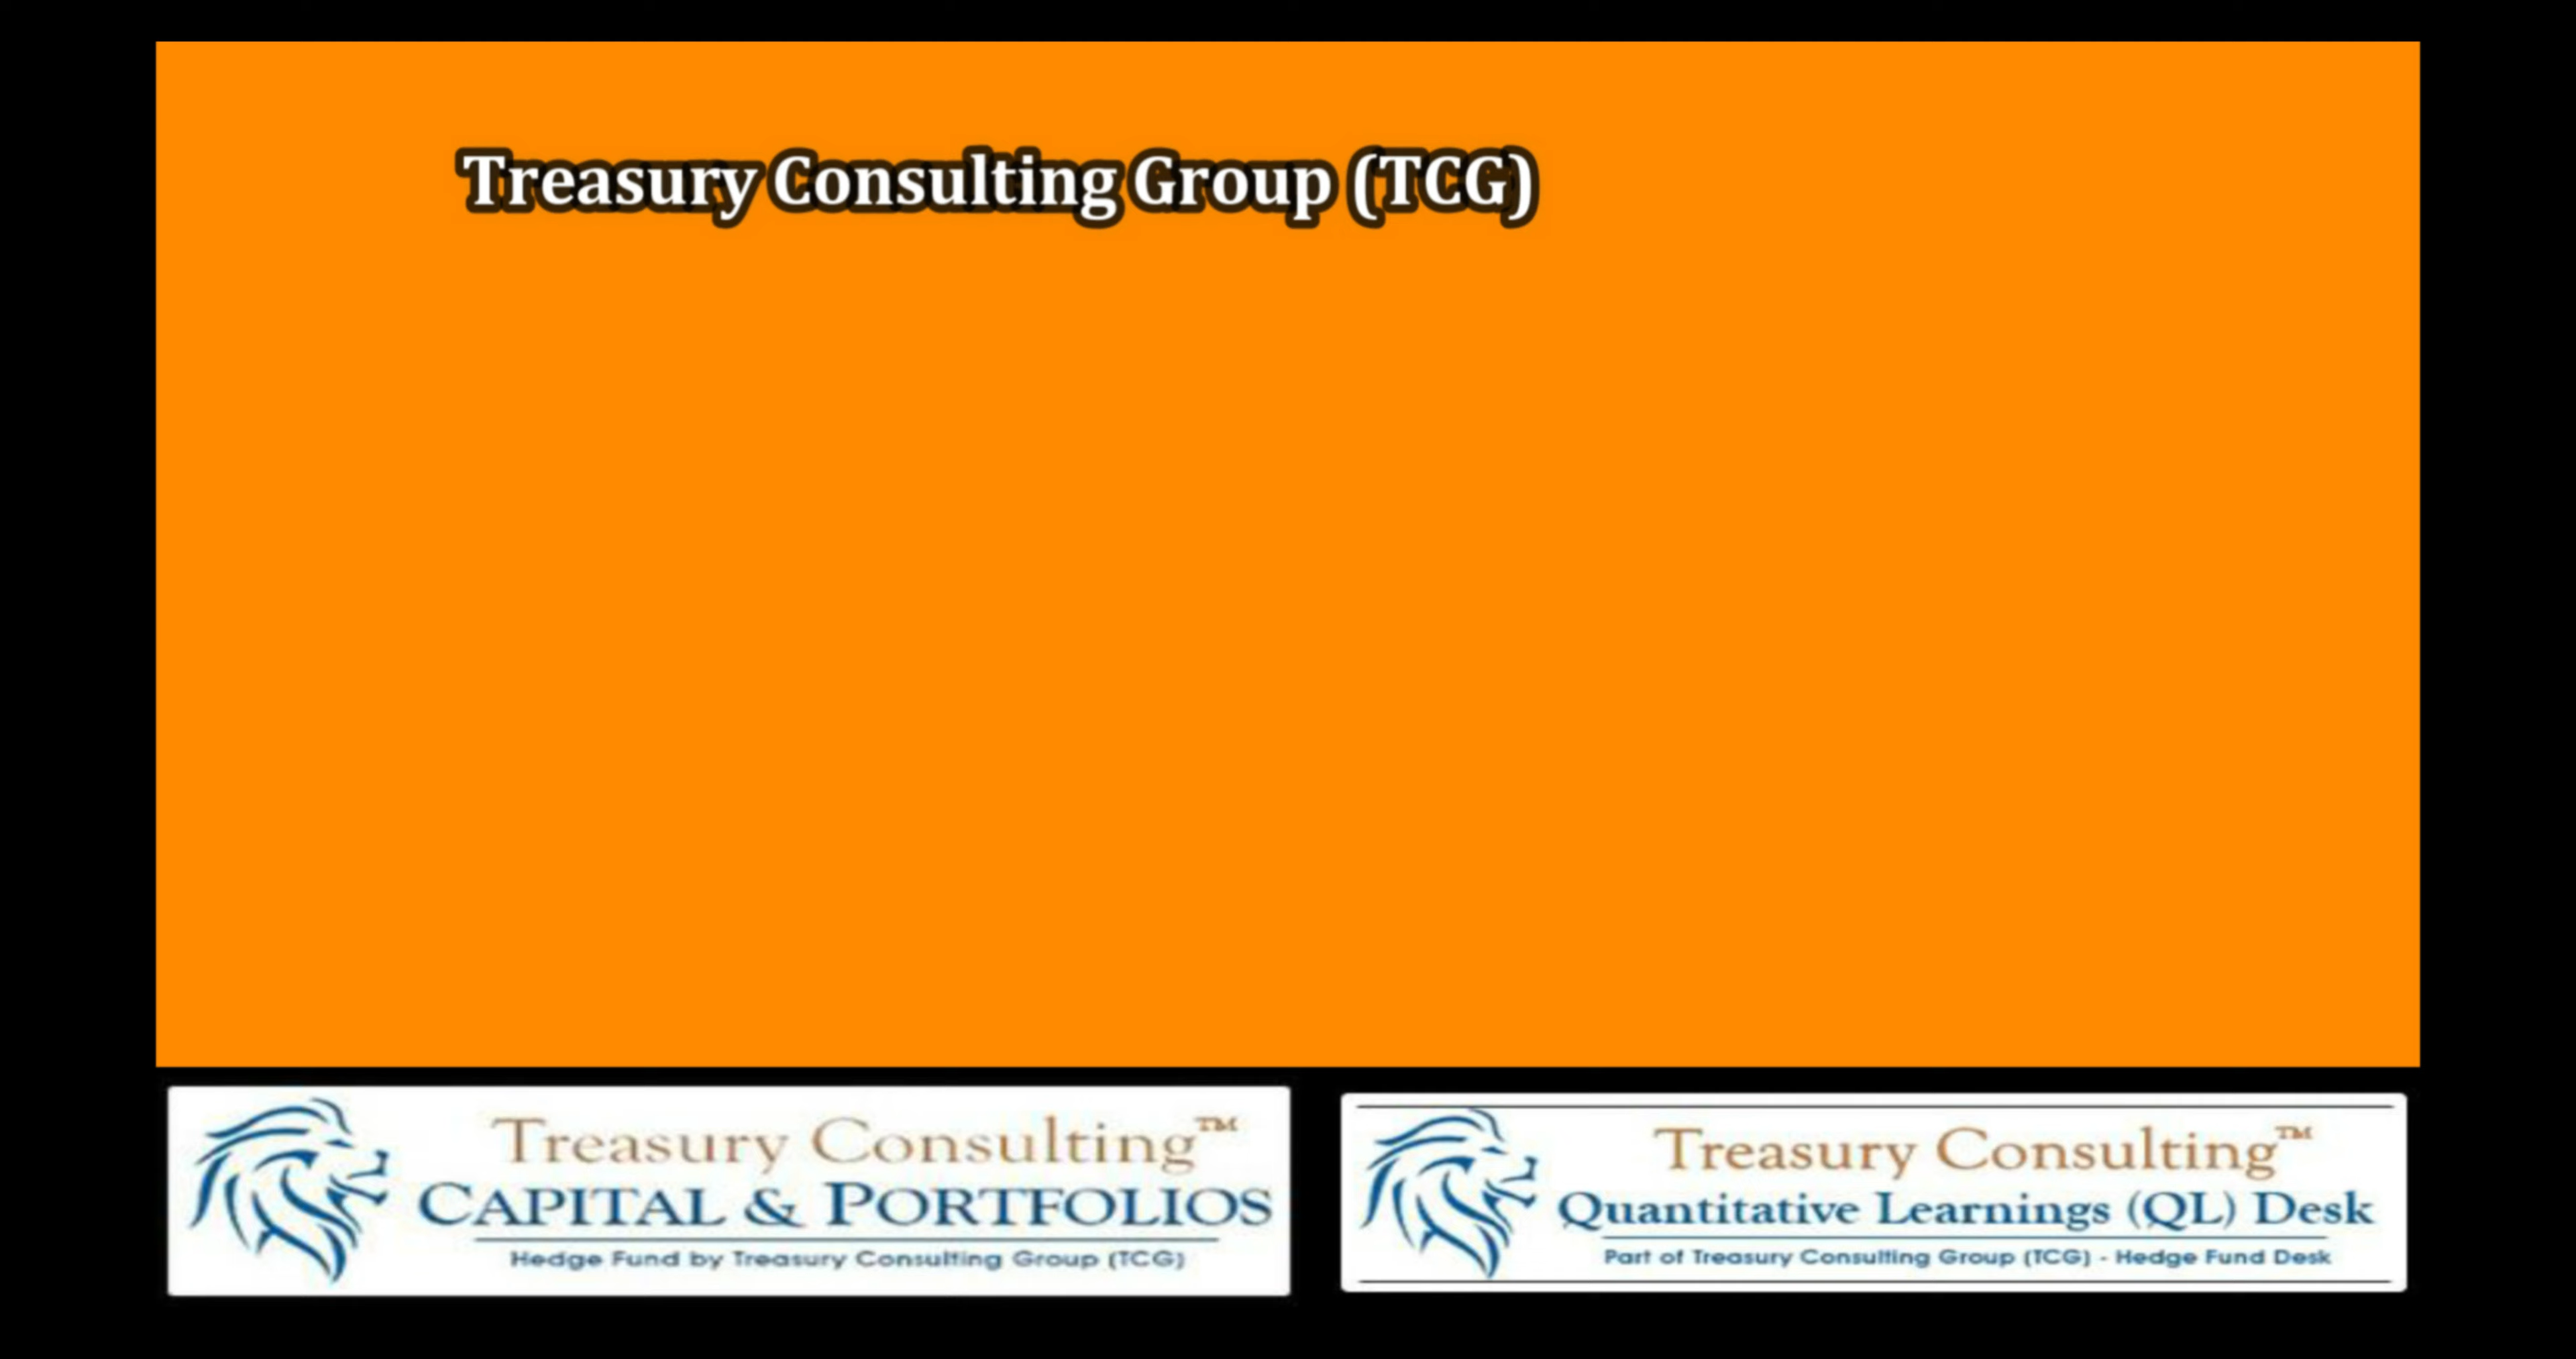 Treasury Consulting Group (TCG)
Treasury Consulting™
CAPITAL & PORTFOLIOS
Hedge Fund by Treasury Consulting Group (TCG)
Treasury Consulting™
Quantitative Learnings (QL) Desk
Part of Treasury Consulting Group (TCG) - Hedge Fund Desk